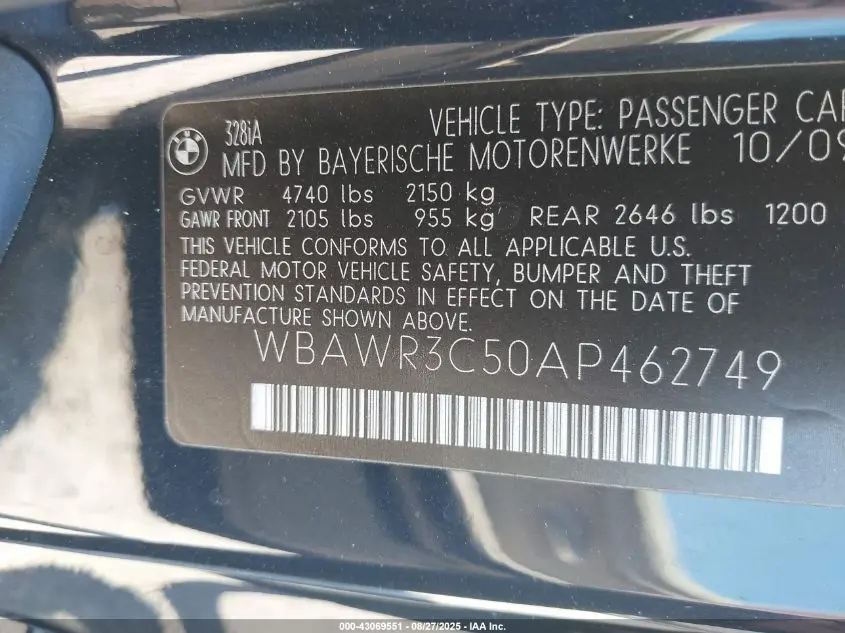 328iA
VEHICLE TYPE: PASSENGER CAR
MFD BY BAYERISCHE MOTORENWERKE 10/09
GVWR 4740 lbs 2150 kg
GAWR FRONT 2105 lbs 955 kg REAR 2646 lbs 1200
THIS VEHICLE CONFORMS TO ALL APPLICABLE U.S.
FEDERAL MOTOR VEHICLE SAFETY, BUMPER AND THEFT
PREVENTION STANDARDS IN EFFECT ON THE DATE OF
MANUFACTURE SHOWN ABOVE.
WBAWR3C50AP462749
000-43069551 - 08/27/2025 - IAA Inc.